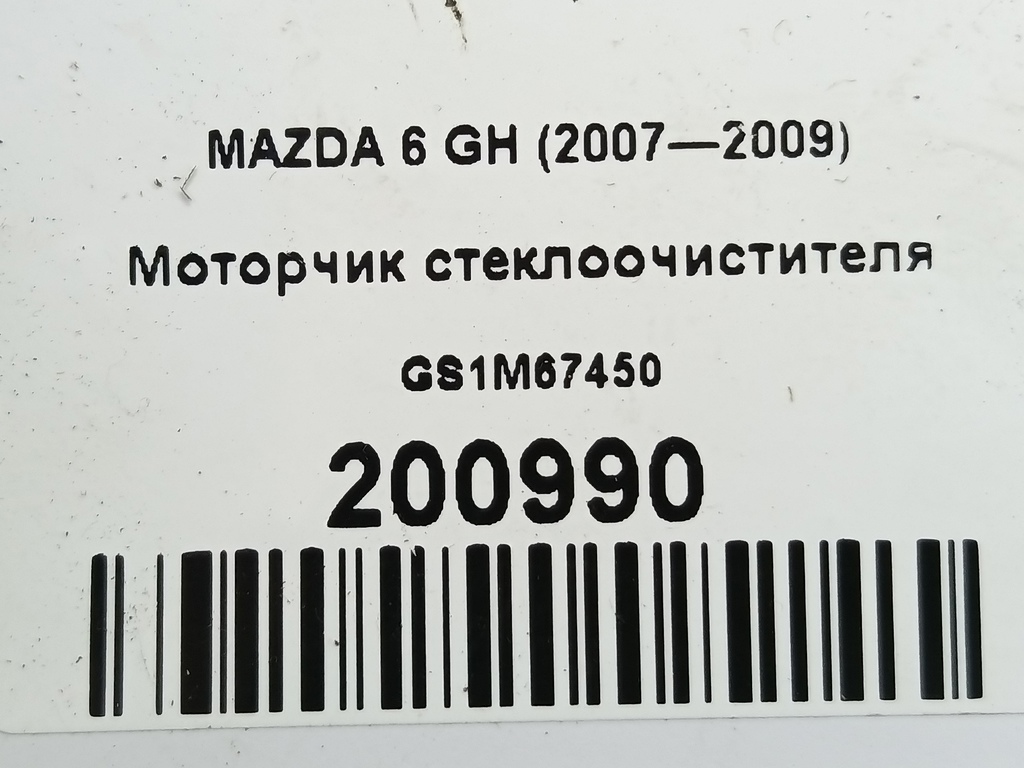 MAZDA 6 GH (2007—2009)
Моторчик стеклоочистителя
GS1M67450
200990